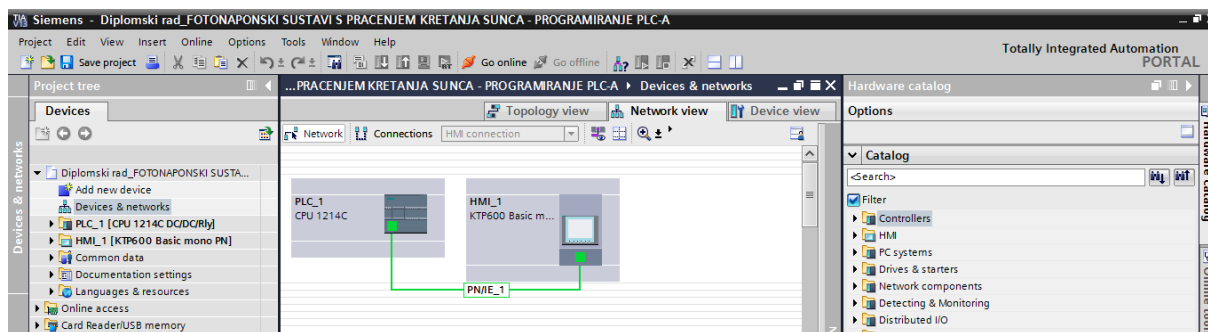 Siemens - Diplomski rad_FOTONAPONSKI SUSTAVI S PRACENJEM KRETANJA SUNCA - PROGRAMIRANJE PLC-A
Project Edit View Insert Online Options Tools Window Help
Totally Integrated Automation
PORTAL
Save project Go online Go offline
Project tree
...PRACENJEM KRETANJA SUNCA - PROGRAMIRANJE PLC-A Devices & networks
Hardware catalog
Devices
Topology view Network view Device view
Options
Network Connections HMI connection
Catalog
<Search>
Filter
Diplomski rad_FOTONAPONSKI SUSTA...
Add new device
Devices & networks
PLC_1 [CPU 1214C DC/DC/Rly]
HMI_1 [KTP600 Basic mono PN]
Common data
Documentation settings
Languages & resources
Online access
Card Reader/USB memory
PLC_1
CPU 1214C
HMI_1
KTP600 Basic m...
PN/IE_1
Controllers
HMI
PC systems
Drives & starters
Network components
Detecting & Monitoring
Distributed I/O
Devices & networks
Hardware catalog